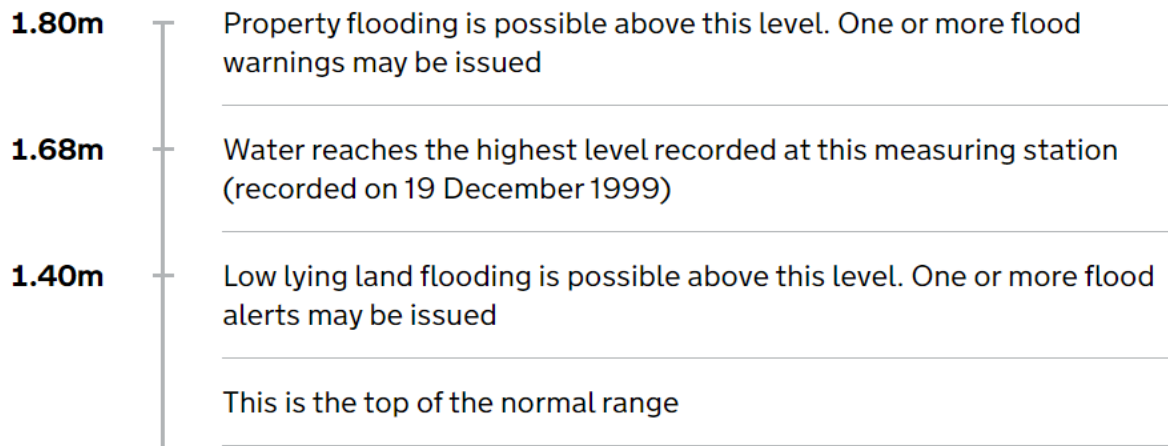 1.80m Property flooding is possible above this level. One or more flood
warnings may be issued
1.68m Water reaches the highest level recorded at this measuring station
(recorded on 19 December 1999)
1.40m Low lying land flooding is possible above this level. One or more flood
alerts may be issued
This is the top of the normal range